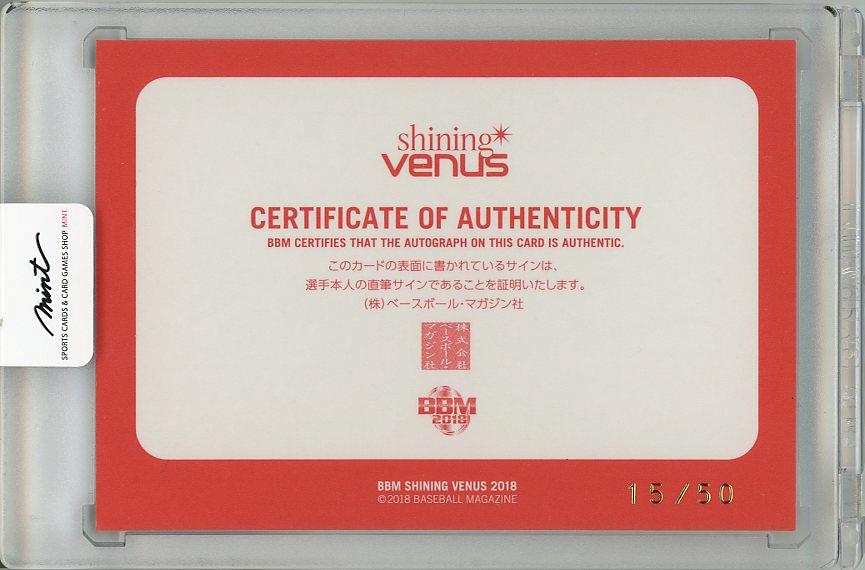 shining
venus
CERTIFICATE OF AUTHENTICITY
BBM CERTIFIES THAT THE AUTOGRAPH ON THIS CARD IS AUTHENTIC.
このカードの表面に書かれているサインは、
選手本人の直筆サインであることを証明いたします。
(株)ベースボール・マガジン社
株式会社
ベースボール・
マガジン社
BBM
2018
BBM SHINING VENUS 2018
©2018 BASEBALL MAGAZINE
15/50
mint
SPORTS CARDS & CARD GAMES SHOP MINT